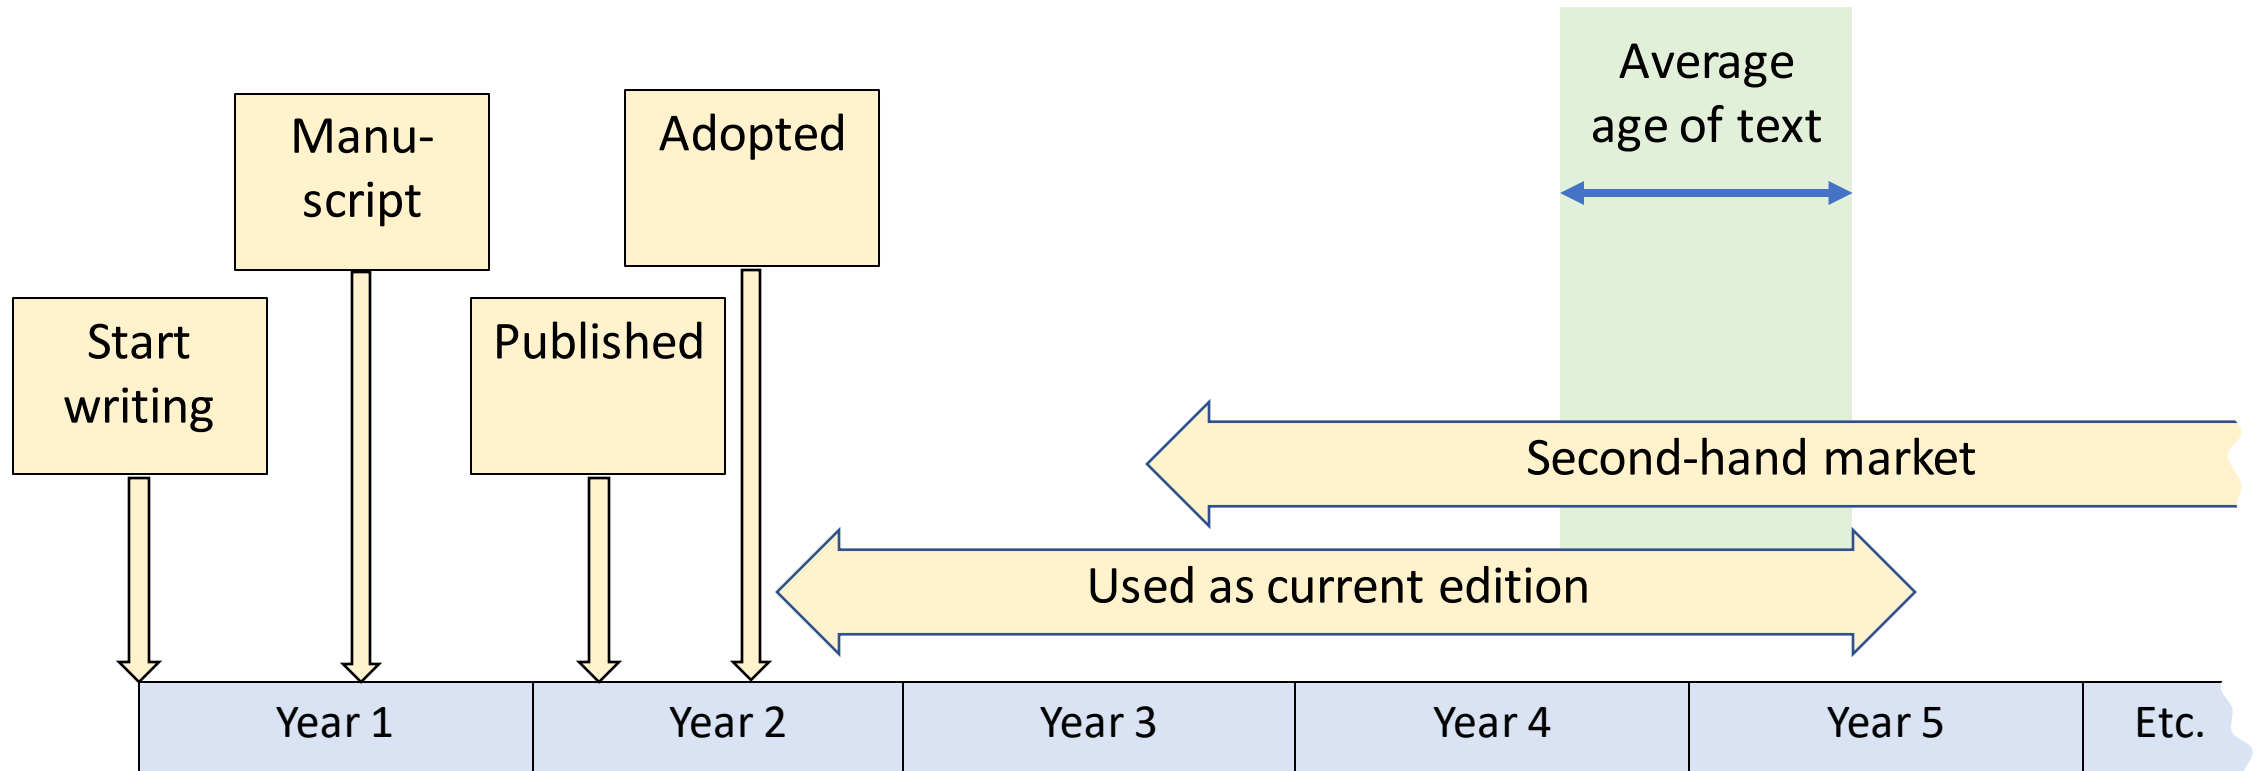 Average
age of text
Manu-
script
Adopted
Start
writing
Published
Second-hand market
Used as current edition
Year 1
Year 2
Year 3
Year 4
Year 5
Etc.